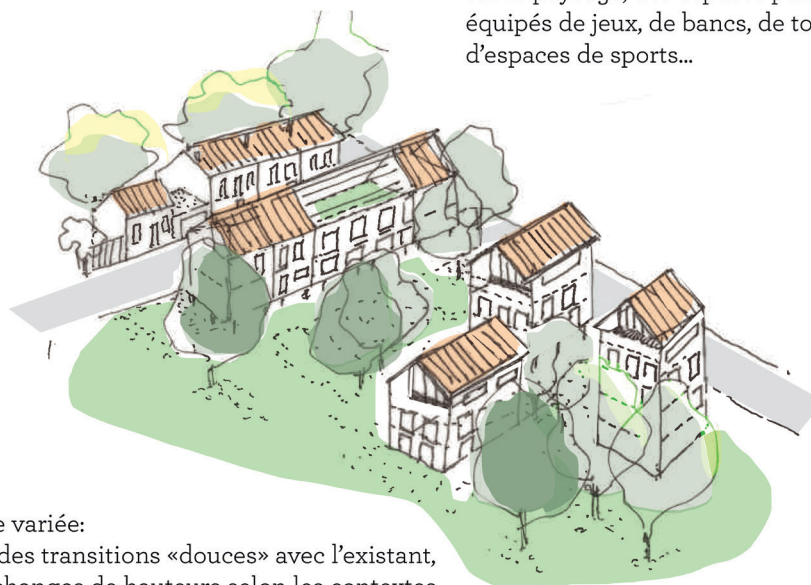 équipés de jeux, de bancs, de to
d'espaces de sports...
e variée:
des transitions «douces» avec l'existant,